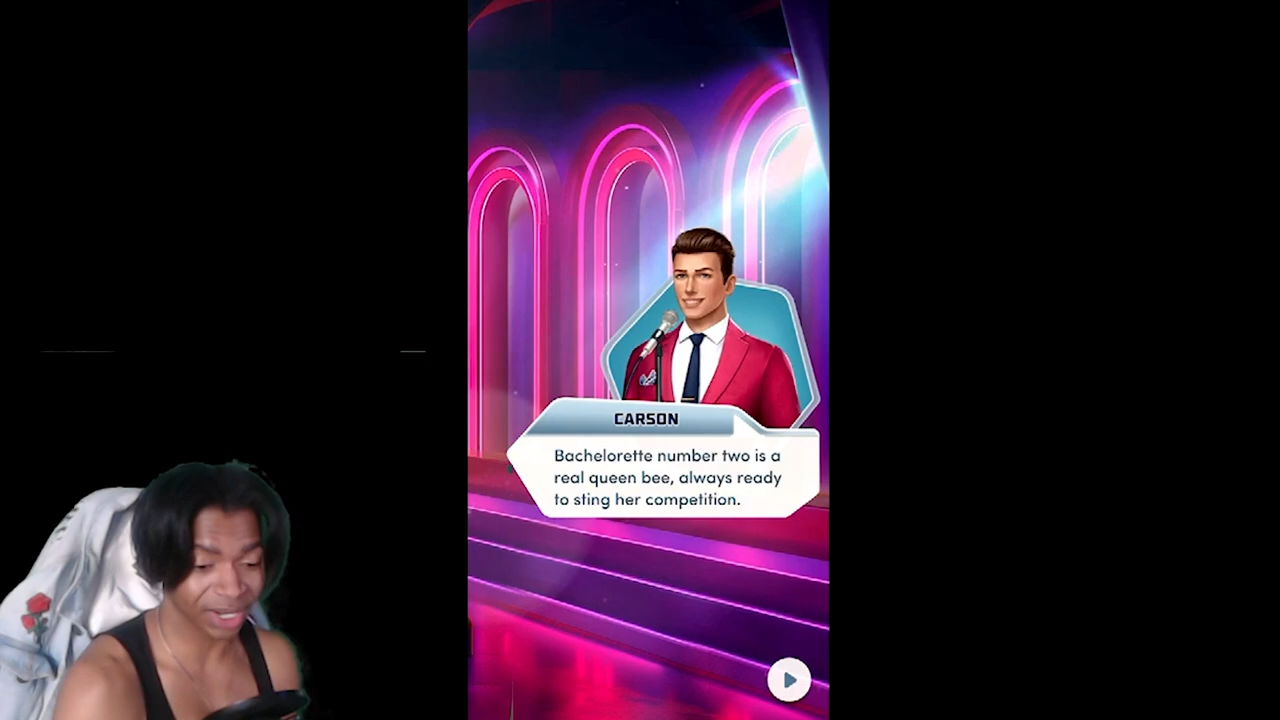 CARSON
Bachelorette number two is a
real queen bee, always ready
to sting her competition.